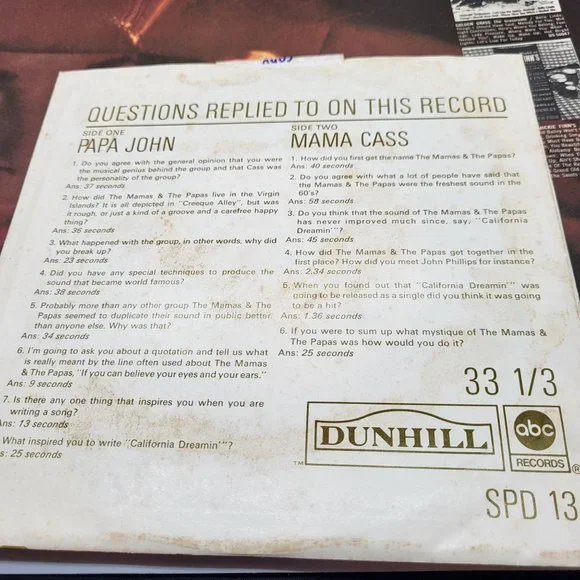 QUESTIONS REPLIED TO ON THIS RECORD
SIDE ONE
PAPA JOHN
1. Do you agree with the general opinion that you were
the musical genius behind the group and that Cass was
the personality of the group?
Ans: 37 seconds
2. How did The Mamas & The Papas live in the Virgin
Islands? It is all depicted in "Creeque Alley", but was
it rough, or just a kind of a groove and a carefree happy
thing?
Ans: 36 seconds
3. What happened with the group, in other words, why did
you break up?
Ans: 23 seconds
4. Did you have any special techniques to produce the
sound that became world famous?
Ans: 38 seconds
5. Probably more than any other group The Mamas & The
Papas seemed to duplicate their sound in public better
than anyone else. Why was that?
Ans: 34 seconds
6. I'm going to ask you about a quotation and tell us what
is really meant by the line often used about The Mamas
& The Papas, "If you can believe your eyes and your ears."
Ans: 9 seconds
7. Is there any one thing that inspires you when you are
writing a song?
Ans: 13 seconds
What inspired you to write "California Dreamin'"?
Ans: 25 seconds
SIDE TWO
MAMA CASS
1. How did you first get the name The Mamas & The Papas?
Ans: 40 seconds
2. Do you agree with what a lot of people have said that
the Mamas & The Papas were the freshest sound in the
60's?
Ans: 58 seconds
3. Do you think that the sound of The Mamas & The Papas
has never improved much since, say, "California
Dreamin'"?
Ans: 45 seconds
4. How did The Mamas & The Papas get together in the
first place? How did you meet John Phillips for instance?
Ans: 2.34 seconds
5. When you found out that "California Dreamin'" was
going to be released as a single did you think it was going
to be a hit?
Ans: 1.36 seconds
6. If you were to sum up what mystique of The Mamas &
The Papas was how would you do it?
Ans: 25 seconds
33 1/3
DUNHILL
TM
abc
RECORDS
®
SPD 13